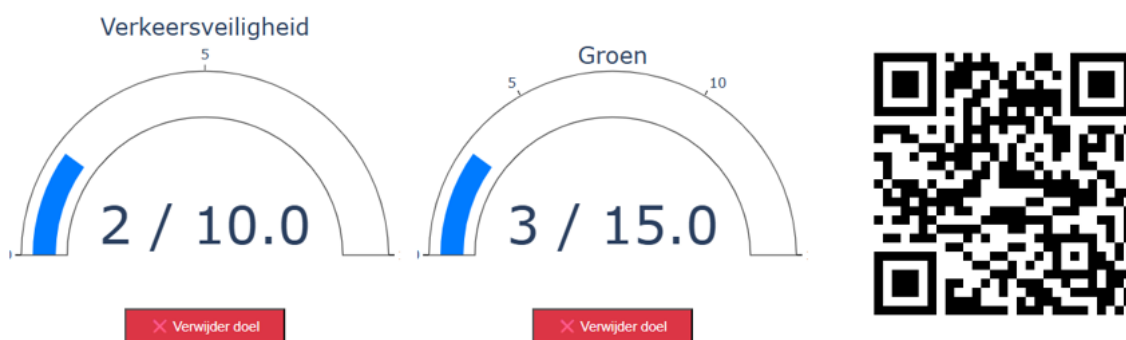 Verkeersveiligheid
5
2 / 10.0
Verwijder doel
Groen
5 10
3 / 15.0
Verwijder doel